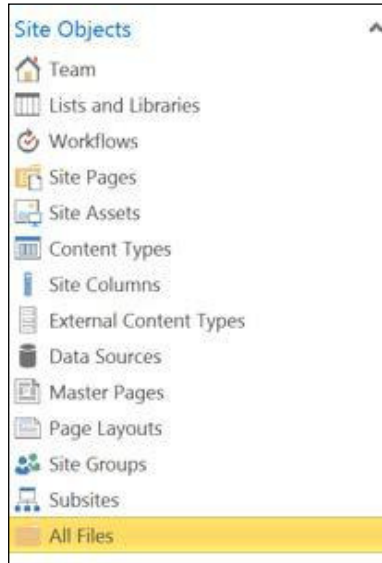 Site Objects
Team
Lists and Libraries
Workflows
Site Pages
Site Assets
Content Types
Site Columns
External Content Types
Data Sources
Master Pages
Page Layouts
Site Groups
Subsites
All Files